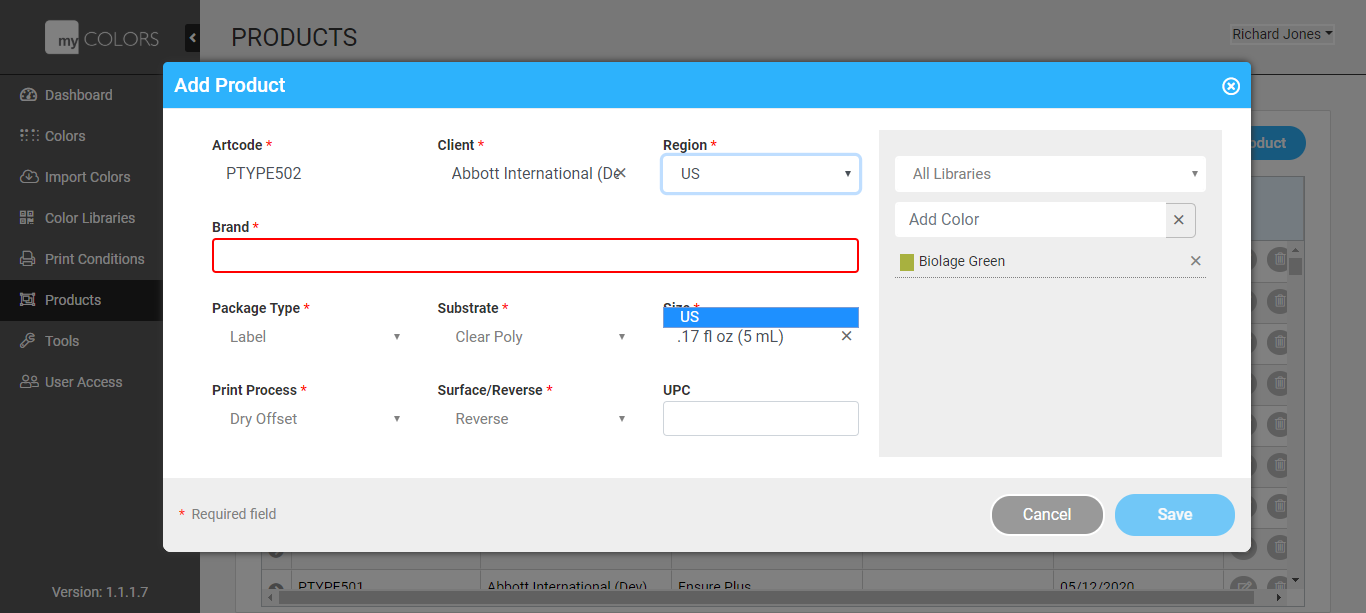 my COLORS
PRODUCTS
Richard Jones
Add Product
Dashboard
Colors
Import Colors
Color Libraries
Print Conditions
Products
Tools
User Access
Version: 1.1.1.7
Artcode *
PTYPE502
Client *
Abbott International (De
Region *
US
Brand *
Package Type *
Label
Substrate *
Clear Poly
Size *
US
.17 fl oz (5 mL)
Print Process *
Dry Offset
Surface/Reverse *
Reverse
UPC
All Libraries
Add Color
Biolage Green
oduct
* Required field
Cancel
Save
PTYPE501
Abbott International (Dev)
Ensure Plus
05/12/2020